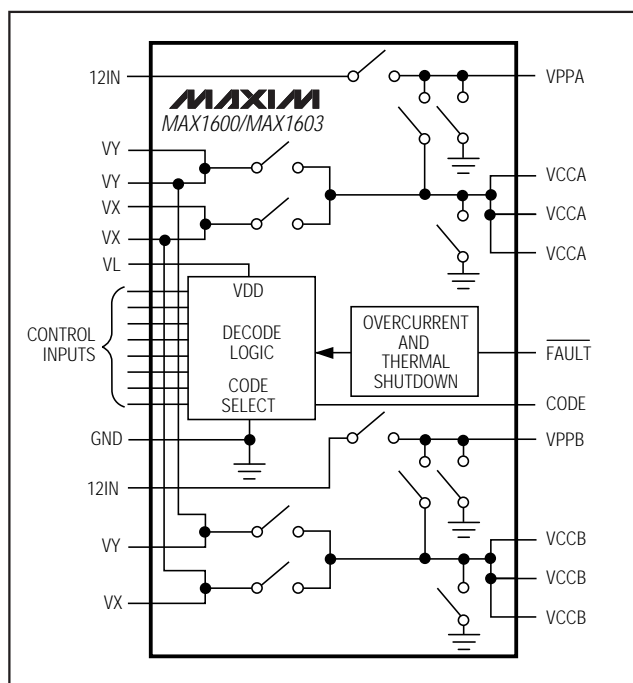 12IN
VPPA
MAXIM
MAX1600/MAX1603
VY
VY
VCCA
VX
VCCA
VX
VCCA
VL
VDD
CONTROL
INPUTS
DECODE
LOGIC
CODE
SELECT
OVERCURRENT
AND
THERMAL
SHUTDOWN
FAULT
CODE
GND
VPPB
12IN
VY
VCCB
VCCB
VX
VCCB